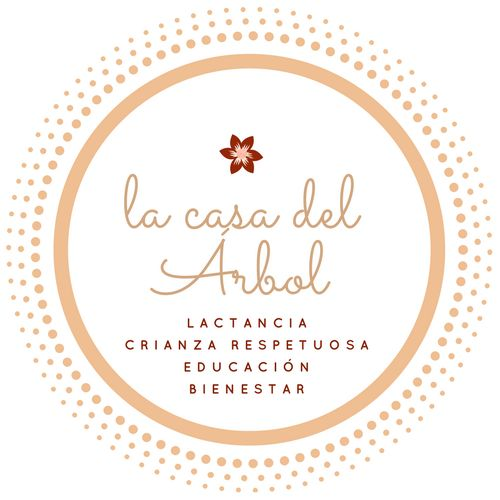 la casa del
Árbol
LACTANCIA
CRIANZA RESPETUOSA
EDUCACIÓN
BIENESTAR